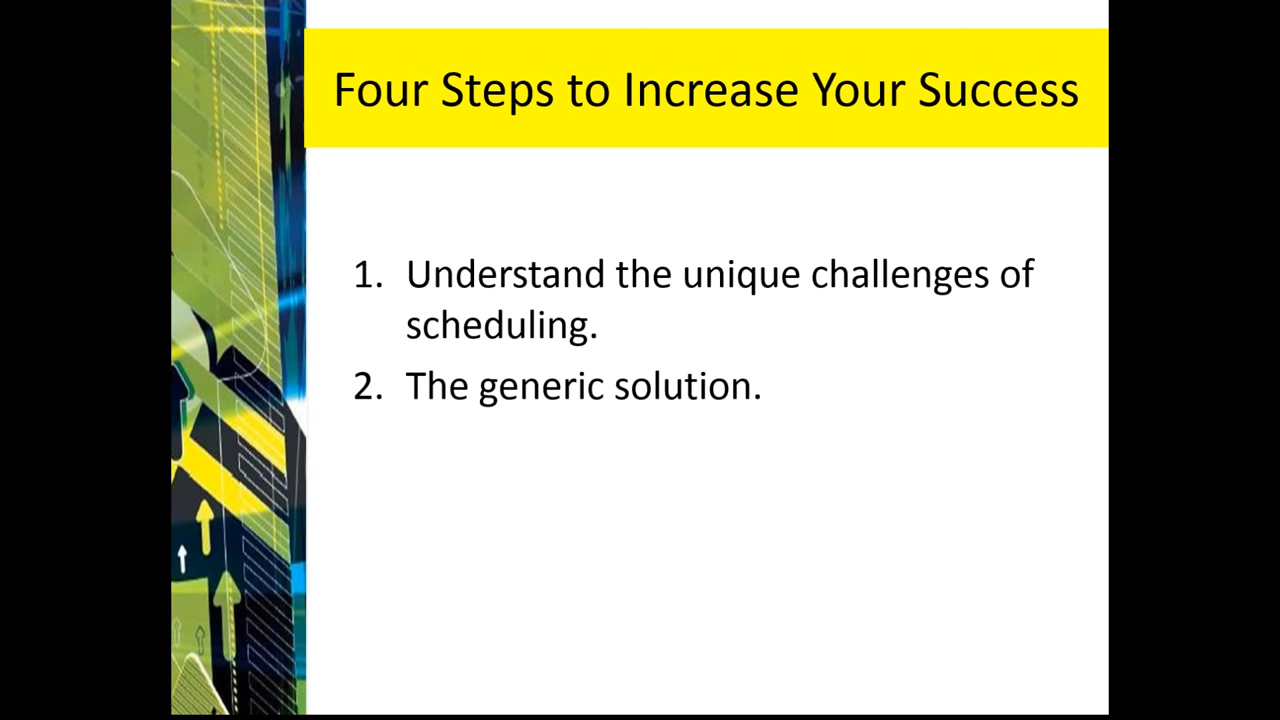 Four Steps to Increase Your Success
1. Understand the unique challenges of
scheduling.
2. The generic solution.